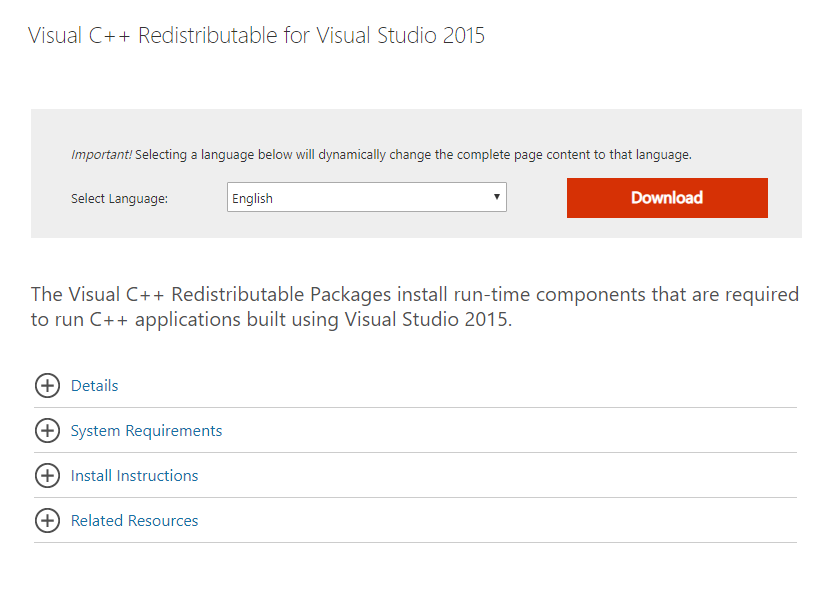 Visual C++ Redistributable for Visual Studio 2015
Important! Selecting a language below will dynamically change the complete page content to that language.
Select Language:
English
Download
The Visual C++ Redistributable Packages install run-time components that are required
to run C++ applications built using Visual Studio 2015.
Details
System Requirements
Install Instructions
Related Resources